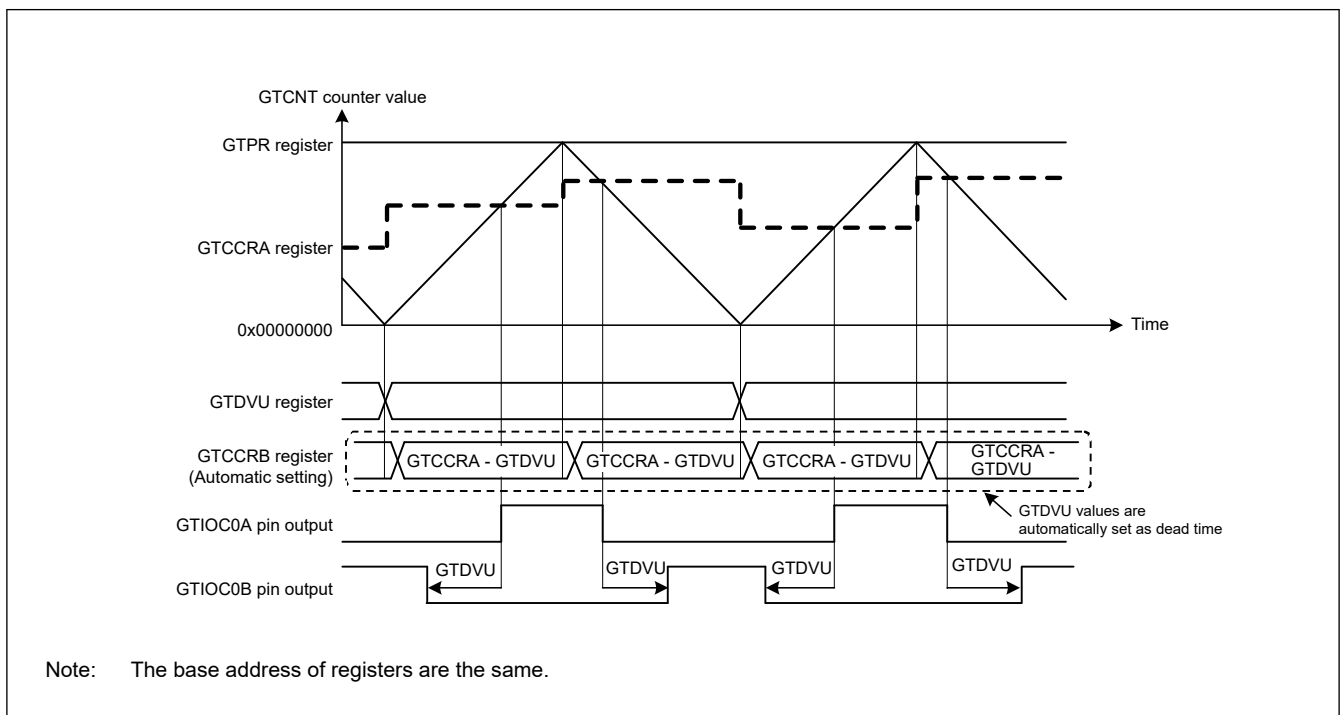 GTCNT counter value
GTPR register
GTCCRA register
0x00000000
Time
GTDVU register
GTCCRB register
(Automatic setting)
GTCCRA - GTDVU
GTCCRA - GTDVU
GTCCRA - GTDVU
GTCCRA -
GTDVU
GTDVU values are
automatically set as dead time
GTIOC0A pin output
GTDVU
GTDVU
GTDVU
GTDVU
GTIOC0B pin output
Note: The base address of registers are the same.